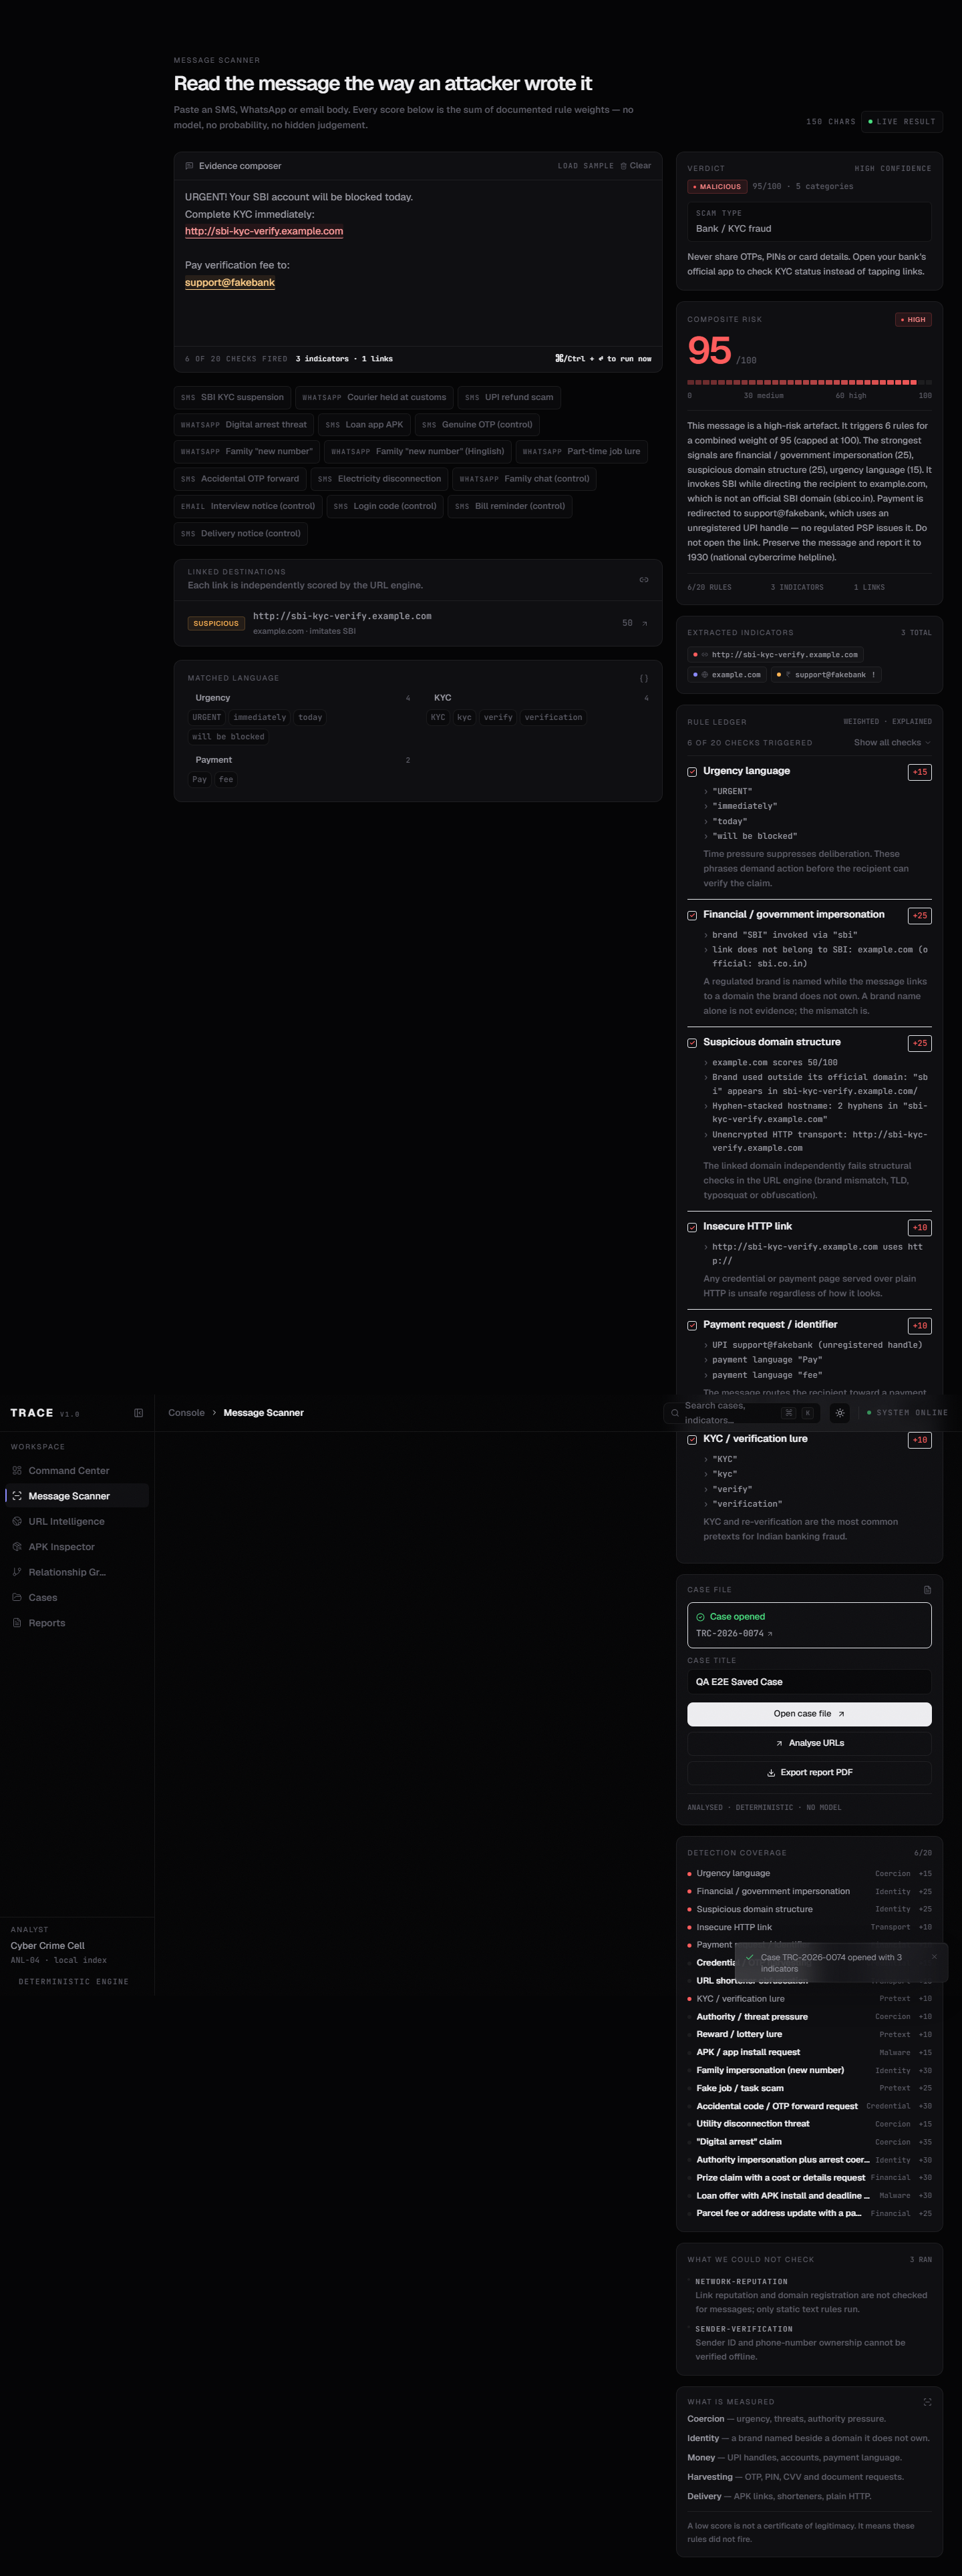 MESSAGE SCANNER
Read the message the way an attacker wrote it
Paste an SMS, WhatsApp or email body. Every score below is the sum of documented rule weights — no
model, no probability, no hidden judgement.
150 CHARS
LIVE RESULT
Evidence composer
LOAD SAMPLE
Clear
URGENT! Your SBI account will be blocked today.
Complete KYC immediately:
http://sbi-kyc-verify.example.com
Pay verification fee to:
support@fakebank
6 OF 20 CHECKS FIRED 3 indicators · 1 links
⌘/Ctrl + ↵ to run now
SMS SBI KYC suspension
WHATSAPP Courier held at customs
SMS UPI refund scam
WHATSAPP Digital arrest threat
SMS Loan app APK
SMS Genuine OTP (control)
WHATSAPP Family "new number"
WHATSAPP Family "new number" (Hinglish)
WHATSAPP Part-time job lure
SMS Accidental OTP forward
SMS Electricity disconnection
WHATSAPP Family chat (control)
EMAIL Interview notice (control)
SMS Login code (control)
SMS Bill reminder (control)
SMS Delivery notice (control)
LINKED DESTINATIONS
Each link is independently scored by the URL engine.
SUSPICIOUS
http://sbi-kyc-verify.example.com
example.com · imitates SBI
50
MATCHED LANGUAGE
Urgency 4
URGENT immediately today
will be blocked
KYC 4
KYC kyc verify verification
Payment 2
Pay fee
VERDICT
HIGH CONFIDENCE
MALICIOUS 95/100 · 5 categories
SCAM TYPE
Bank / KYC fraud
Never share OTPs, PINs or card details. Open your bank's
official app to check KYC status instead of tapping links.
COMPOSITE RISK
HIGH
95 /100
0 30 medium 60 high 100
This message is a high-risk artefact. It triggers 6 rules for
a combined weight of 95 (capped at 100). The strongest
signals are financial / government impersonation (25),
suspicious domain structure (25), urgency language (15). It
invokes SBI while directing the recipient to example.com,
which is not an official SBI domain (sbi.co.in). Payment is
redirected to support@fakebank, which uses an
unregistered UPI handle — no regulated PSP issues it. Do
not open the link. Preserve the message and report it to
1930 (national cybercrime helpline).
6/20 RULES 3 INDICATORS 1 LINKS
EXTRACTED INDICATORS
3 TOTAL
http://sbi-kyc-verify.example.com
example.com
support@fakebank !
RULE LEDGER
WEIGHTED · EXPLAINED
6 OF 20 CHECKS TRIGGERED
Show all checks
Urgency language +15
"URGENT"
"immediately"
"today"
"will be blocked"
Time pressure suppresses deliberation. These
phrases demand action before the recipient can
verify the claim.
Financial / government impersonation +25
brand "SBI" invoked via "sbi"
link does not belong to SBI: example.com (o
fficial: sbi.co.in)
A regulated brand is named while the message links
to a domain the brand does not own. A brand name
alone is not evidence; the mismatch is.
Suspicious domain structure +25
example.com scores 50/100
Brand used outside its official domain: "sb
i" appears in sbi-kyc-verify.example.com/
Hyphen-stacked hostname: 2 hyphens in "sbi-
kyc-verify.example.com"
Unencrypted HTTP transport: http://sbi-kyc-
verify.example.com
The linked domain independently fails structural
checks in the URL engine (brand mismatch, TLD,
typosquat or obfuscation).
Insecure HTTP link +10
http://sbi-kyc-verify.example.com uses htt
p://
Any credential or payment page served over plain
HTTP is unsafe regardless of how it looks.
Payment request / identifier +10
UPI support@fakebank (unregistered handle)
payment language "Pay"
payment language "fee"
The message routes the recipient toward a payment
TRACE V1.0
Console › Message Scanner
Search cases,
indicators...
⌘ K
SYSTEM ONLINE
WORKSPACE
Command Center
Message Scanner
URL Intelligence
APK Inspector
Relationship Gr...
Cases
Reports
KYC / verification lure +10
"KYC"
"kyc"
"verify"
"verification"
KYC and re-verification are the most common
pretexts for Indian banking fraud.
CASE FILE
Case opened
TRC-2026-0074
CASE TITLE
QA E2E Saved Case
Open case file
Analyse URLs
Export report PDF
ANALYSED · DETERMINISTIC · NO MODEL
ANALYST
Cyber Crime Cell
ANL-04 · local index
DETERMINISTIC ENGINE
DETECTION COVERAGE
6/20
Urgency language Coercion +15
Financial / government impersonation Identity +25
Suspicious domain structure Identity +25
Insecure HTTP link Transport +10
Payment
Case TRC-2026-0074 opened with 3
indicators
URL shortener
KYC / verification lure Pretext +10
Authority / threat pressure Coercion +10
Reward / lottery lure Pretext +10
APK / app install request Malware +15
Family impersonation (new number) Identity +30
Fake job / task scam Pretext +25
Accidental code / OTP forward request Credential +30
Utility disconnection threat Coercion +15
"Digital arrest" claim Coercion +35
Authority impersonation plus arrest coer... Identity +30
Prize claim with a cost or details request Financial +30
Loan offer with APK install and deadline ... Malware +30
Parcel fee or address update with a pa... Financial +25
WHAT WE COULD NOT CHECK
3 RAN
NETWORK-REPUTATION
Link reputation and domain registration are not checked
for messages; only static text rules run.
SENDER-VERIFICATION
Sender ID and phone-number ownership cannot be
verified offline.
WHAT IS MEASURED
Coercion — urgency, threats, authority pressure.
Identity — a brand named beside a domain it does not own.
Money — UPI handles, accounts, payment language.
Harvesting — OTP, PIN, CVV and document requests.
Delivery — APK links, shorteners, plain HTTP.
A low score is not a certificate of legitimacy. It means these
rules did not fire.